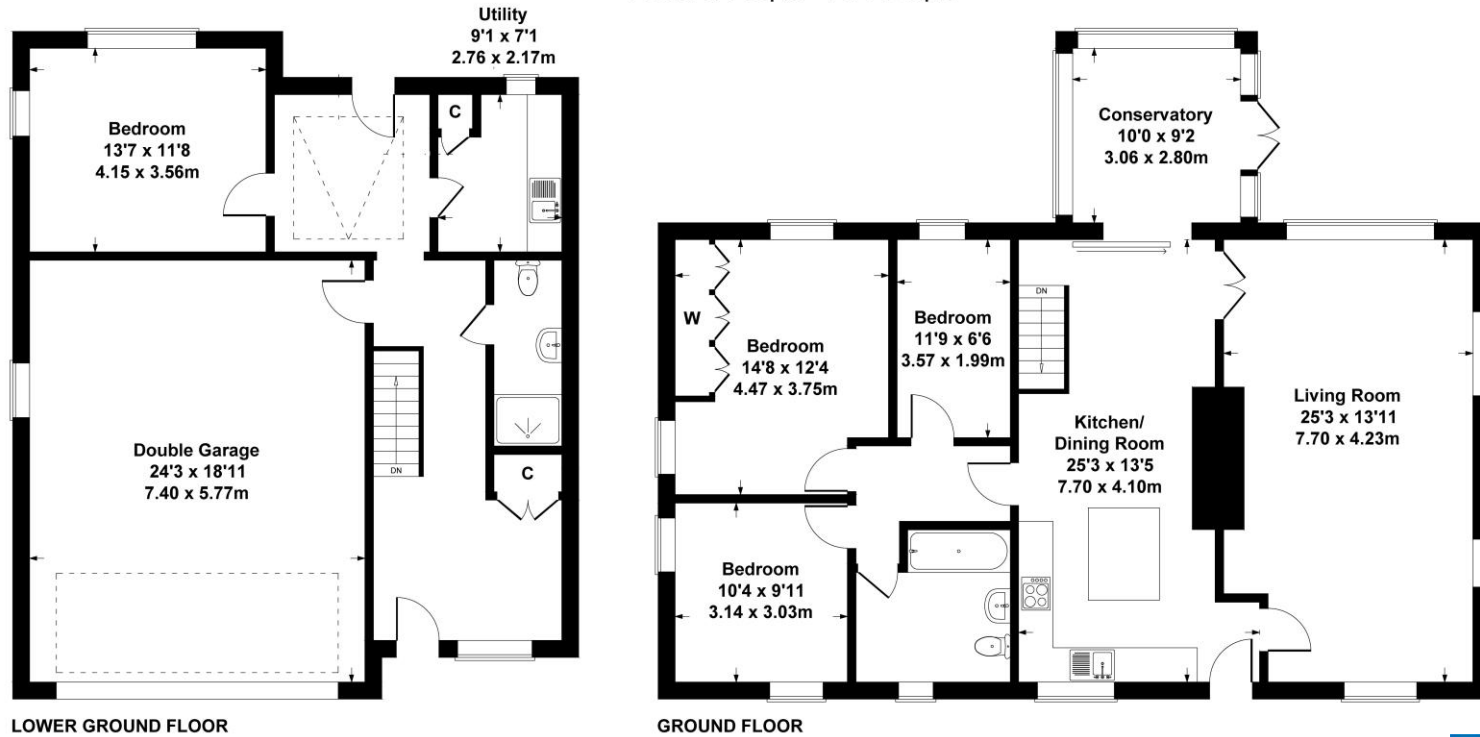 Utility
9'1 x 7'1
2.76 x 2.17m
Bedroom
13'7 x 11'8
4.15 x 3.56m
C
Double Garage
24'3 x 18'11
7.40 x 5.77m
DN
C
LOWER GROUND FLOOR
Conservatory
10'0 x 9'2
3.06 x 2.80m
W
Bedroom
14'8 x 12'4
4.47 x 3.75m
Bedroom
11'9 x 6'6
3.57 x 1.99m
DN
Kitchen/
Dining Room
25'3 x 13'5
7.70 x 4.10m
Living Room
25'3 x 13'11
7.70 x 4.23m
Bedroom
10'4 x 9'11
3.14 x 3.03m
GROUND FLOOR